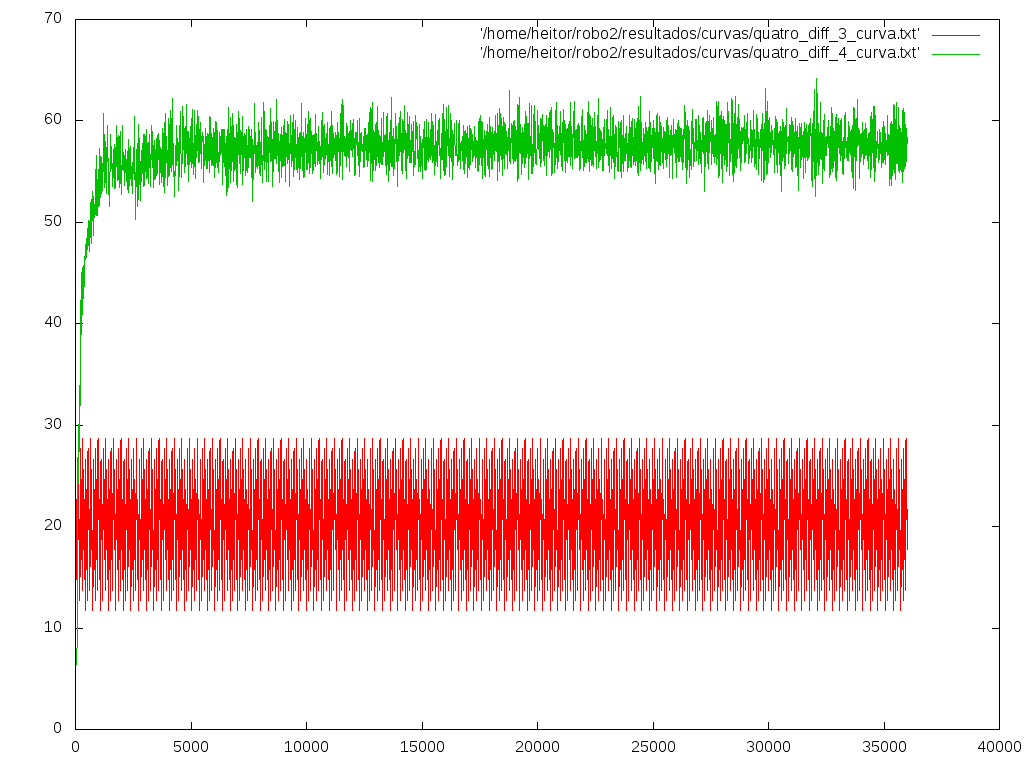 70
'/home/heitor/robo2/resultados/curvas/quatro_diff_3_curva.txt'
'/home/heitor/robo2/resultados/curvas/quatro_diff_4_curva.txt'
60
50
40
30
20
10
0
0 5000 10000 15000 20000 25000 30000 35000 40000